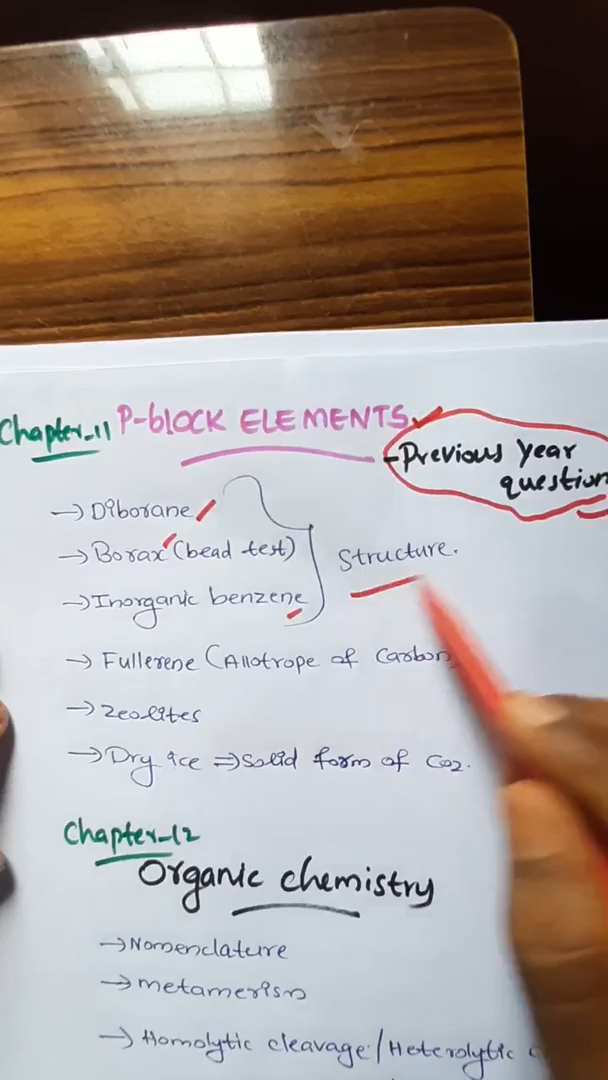 Chapter-11 P-block ELEMENTS
-Previous year
question
→Diborane
→Borax (bead test)
Structure.
→Inorganic benzene
→Fullerene (Allotrope of Carbon
→Zeolites
→Dry ice ⇒Solid form of CO2.
Chapter-12
Organic chemistry
→Nomenclature
→metamerism
→Homolytic cleavage/Heterolytic